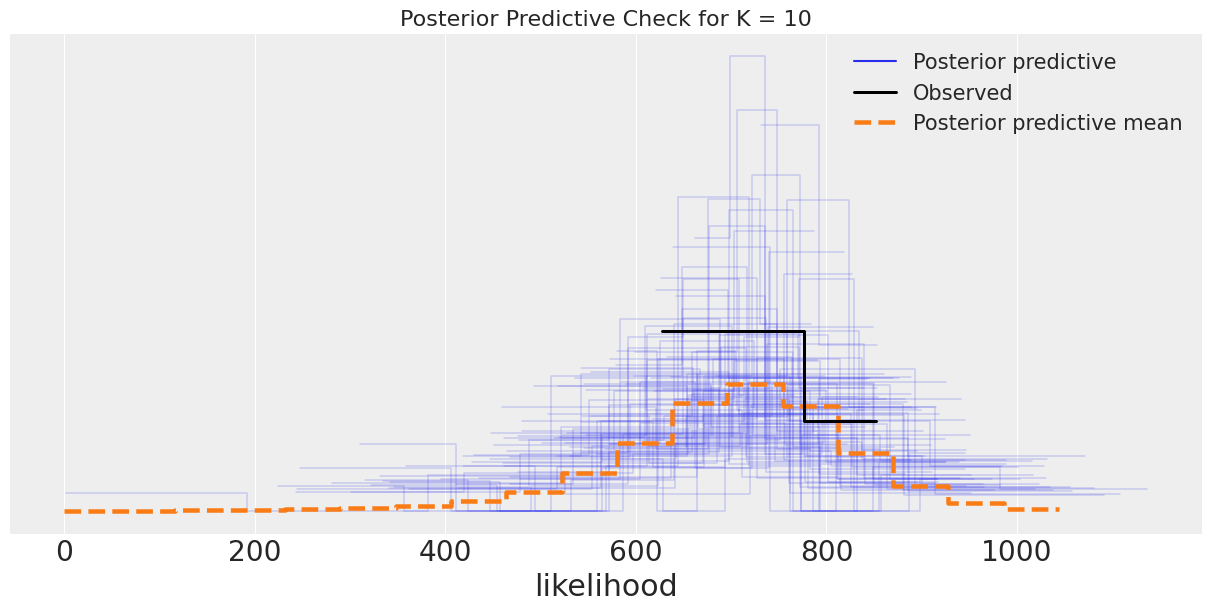 Posterior Predictive Check for K = 10
Posterior predictive
Observed
Posterior predictive mean
0 200 400 600 800 1000
likelihood